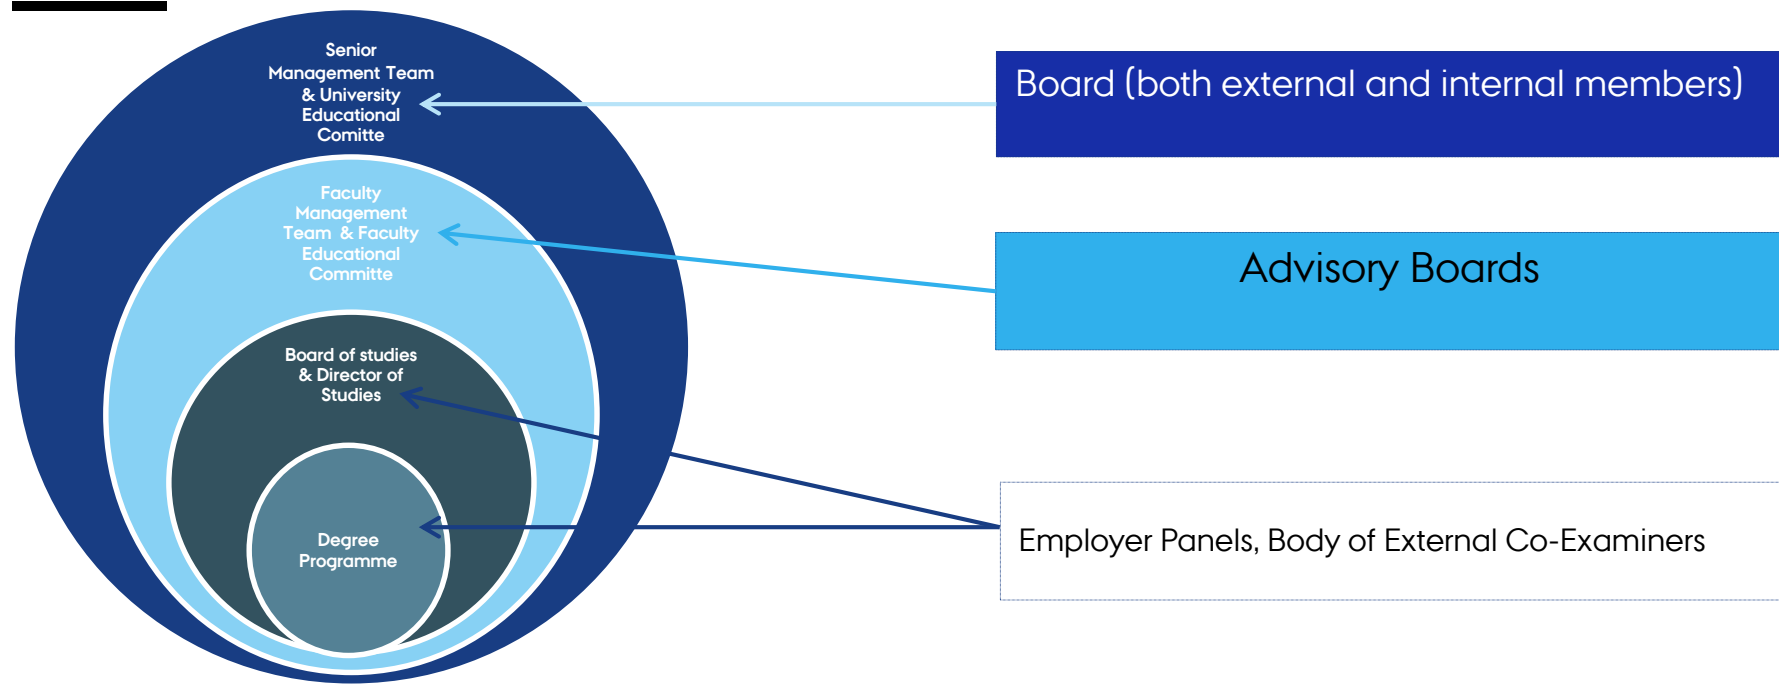 Senior
Management Team
& University
Educational
Comitte
Faculty
Management
Team & Faculty
Educational
Committe
Board of studies
& Director of
Studies
Degree
Programme
Board (both external and internal members)
Advisory Boards
Employer Panels, Body of External Co-Examiners